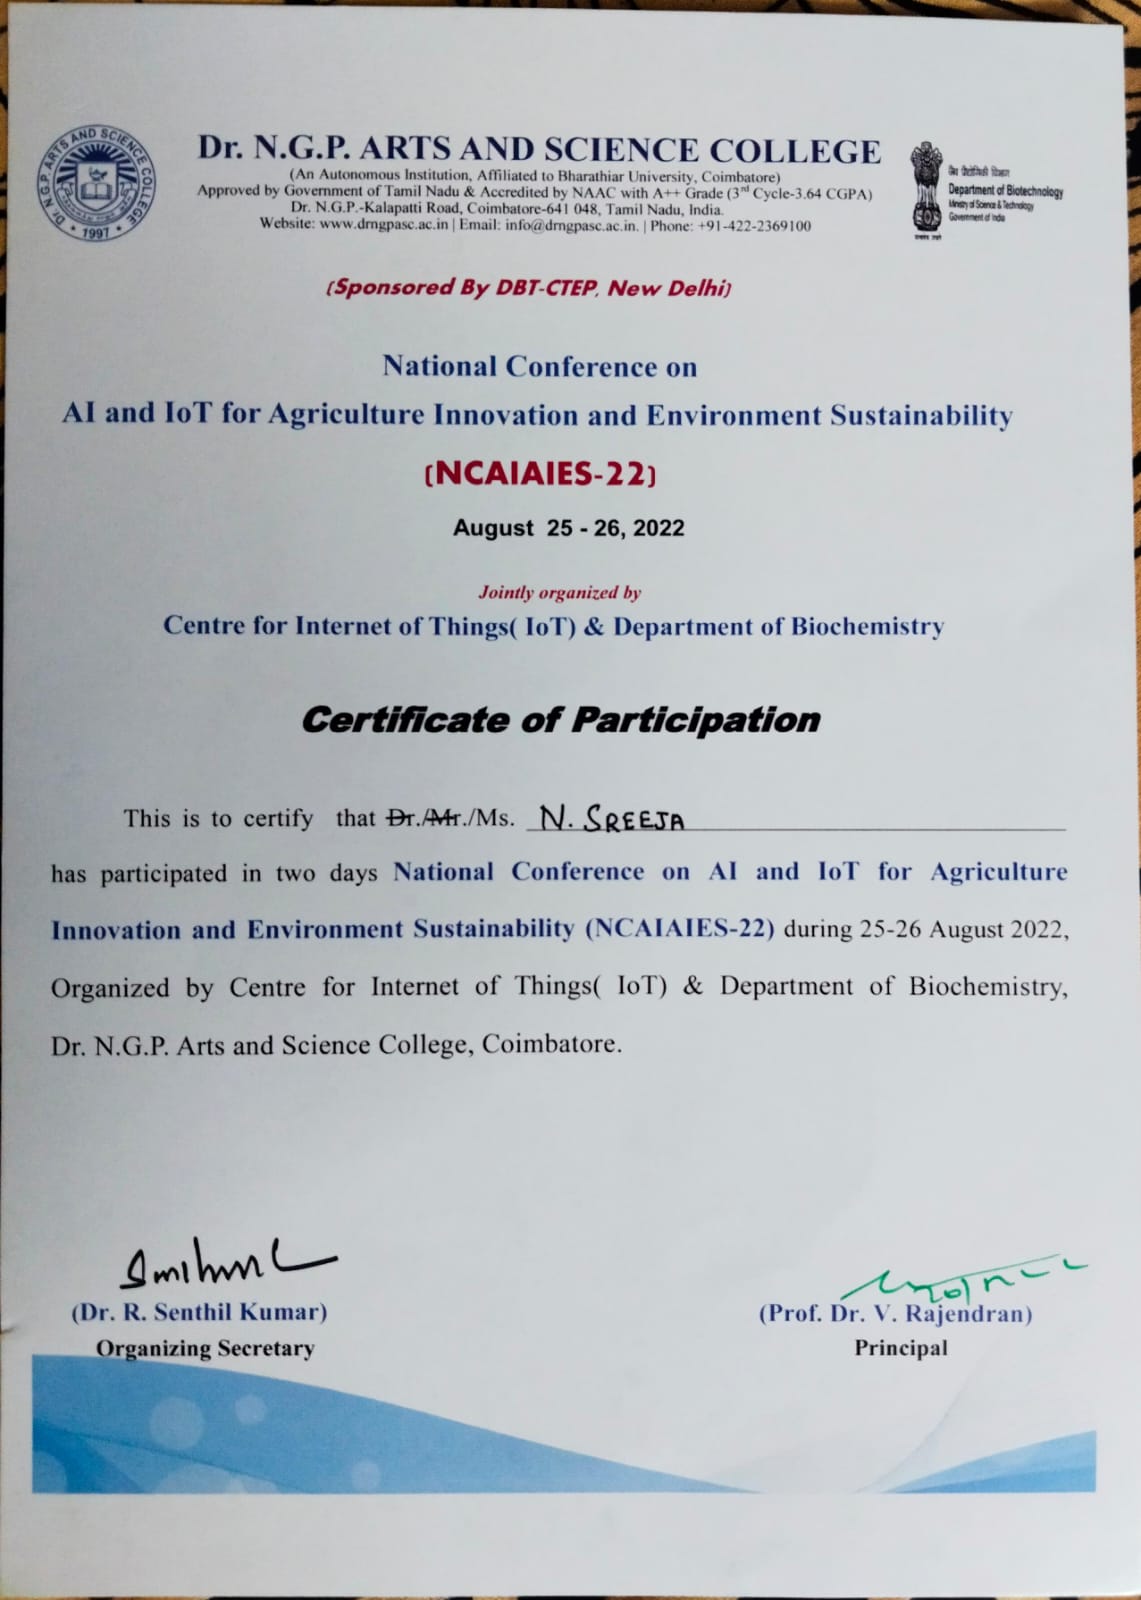 Dr. N.G.P. ARTS AND SCIENCE COLLEGE
1997
Dr. N.G.P. ARTS AND SCIENCE COLLEGE
(An Autonomous Institution, Affiliated to Bharathiar University, Coimbatore)
Approved by Government of Tamil Nadu & Accredited by NAAC with A++ Grade (3rd Cycle-3.64 CGPA)
Dr. N.G.P.-Kalapatti Road, Coimbatore-641 048, Tamil Nadu, India.
Website: www.drngpasc.ac.in | Email: info@drngpasc.ac.in. | Phone: +91-422-2369100
Department of Biotechnology
Ministry of Science & Technology
Government of India
(Sponsored By DBT-CTEP, New Delhi)
National Conference on
AI and IoT for Agriculture Innovation and Environment Sustainability
(NCAIAIES-22)
August 25 - 26, 2022
Jointly organized by
Centre for Internet of Things( IoT) & Department of Biochemistry
Certificate of Participation
This is to certify that Dr./Mr./Ms. N. SREEJA
has participated in two days National Conference on AI and IoT for Agriculture
Innovation and Environment Sustainability (NCAIAIES-22) during 25-26 August 2022,
Organized by Centre for Internet of Things( IoT) & Department of Biochemistry,
Dr. N.G.P. Arts and Science College, Coimbatore.
(Dr. R. Senthil Kumar)
Organizing Secretary
(Prof. Dr. V. Rajendran)
Principal